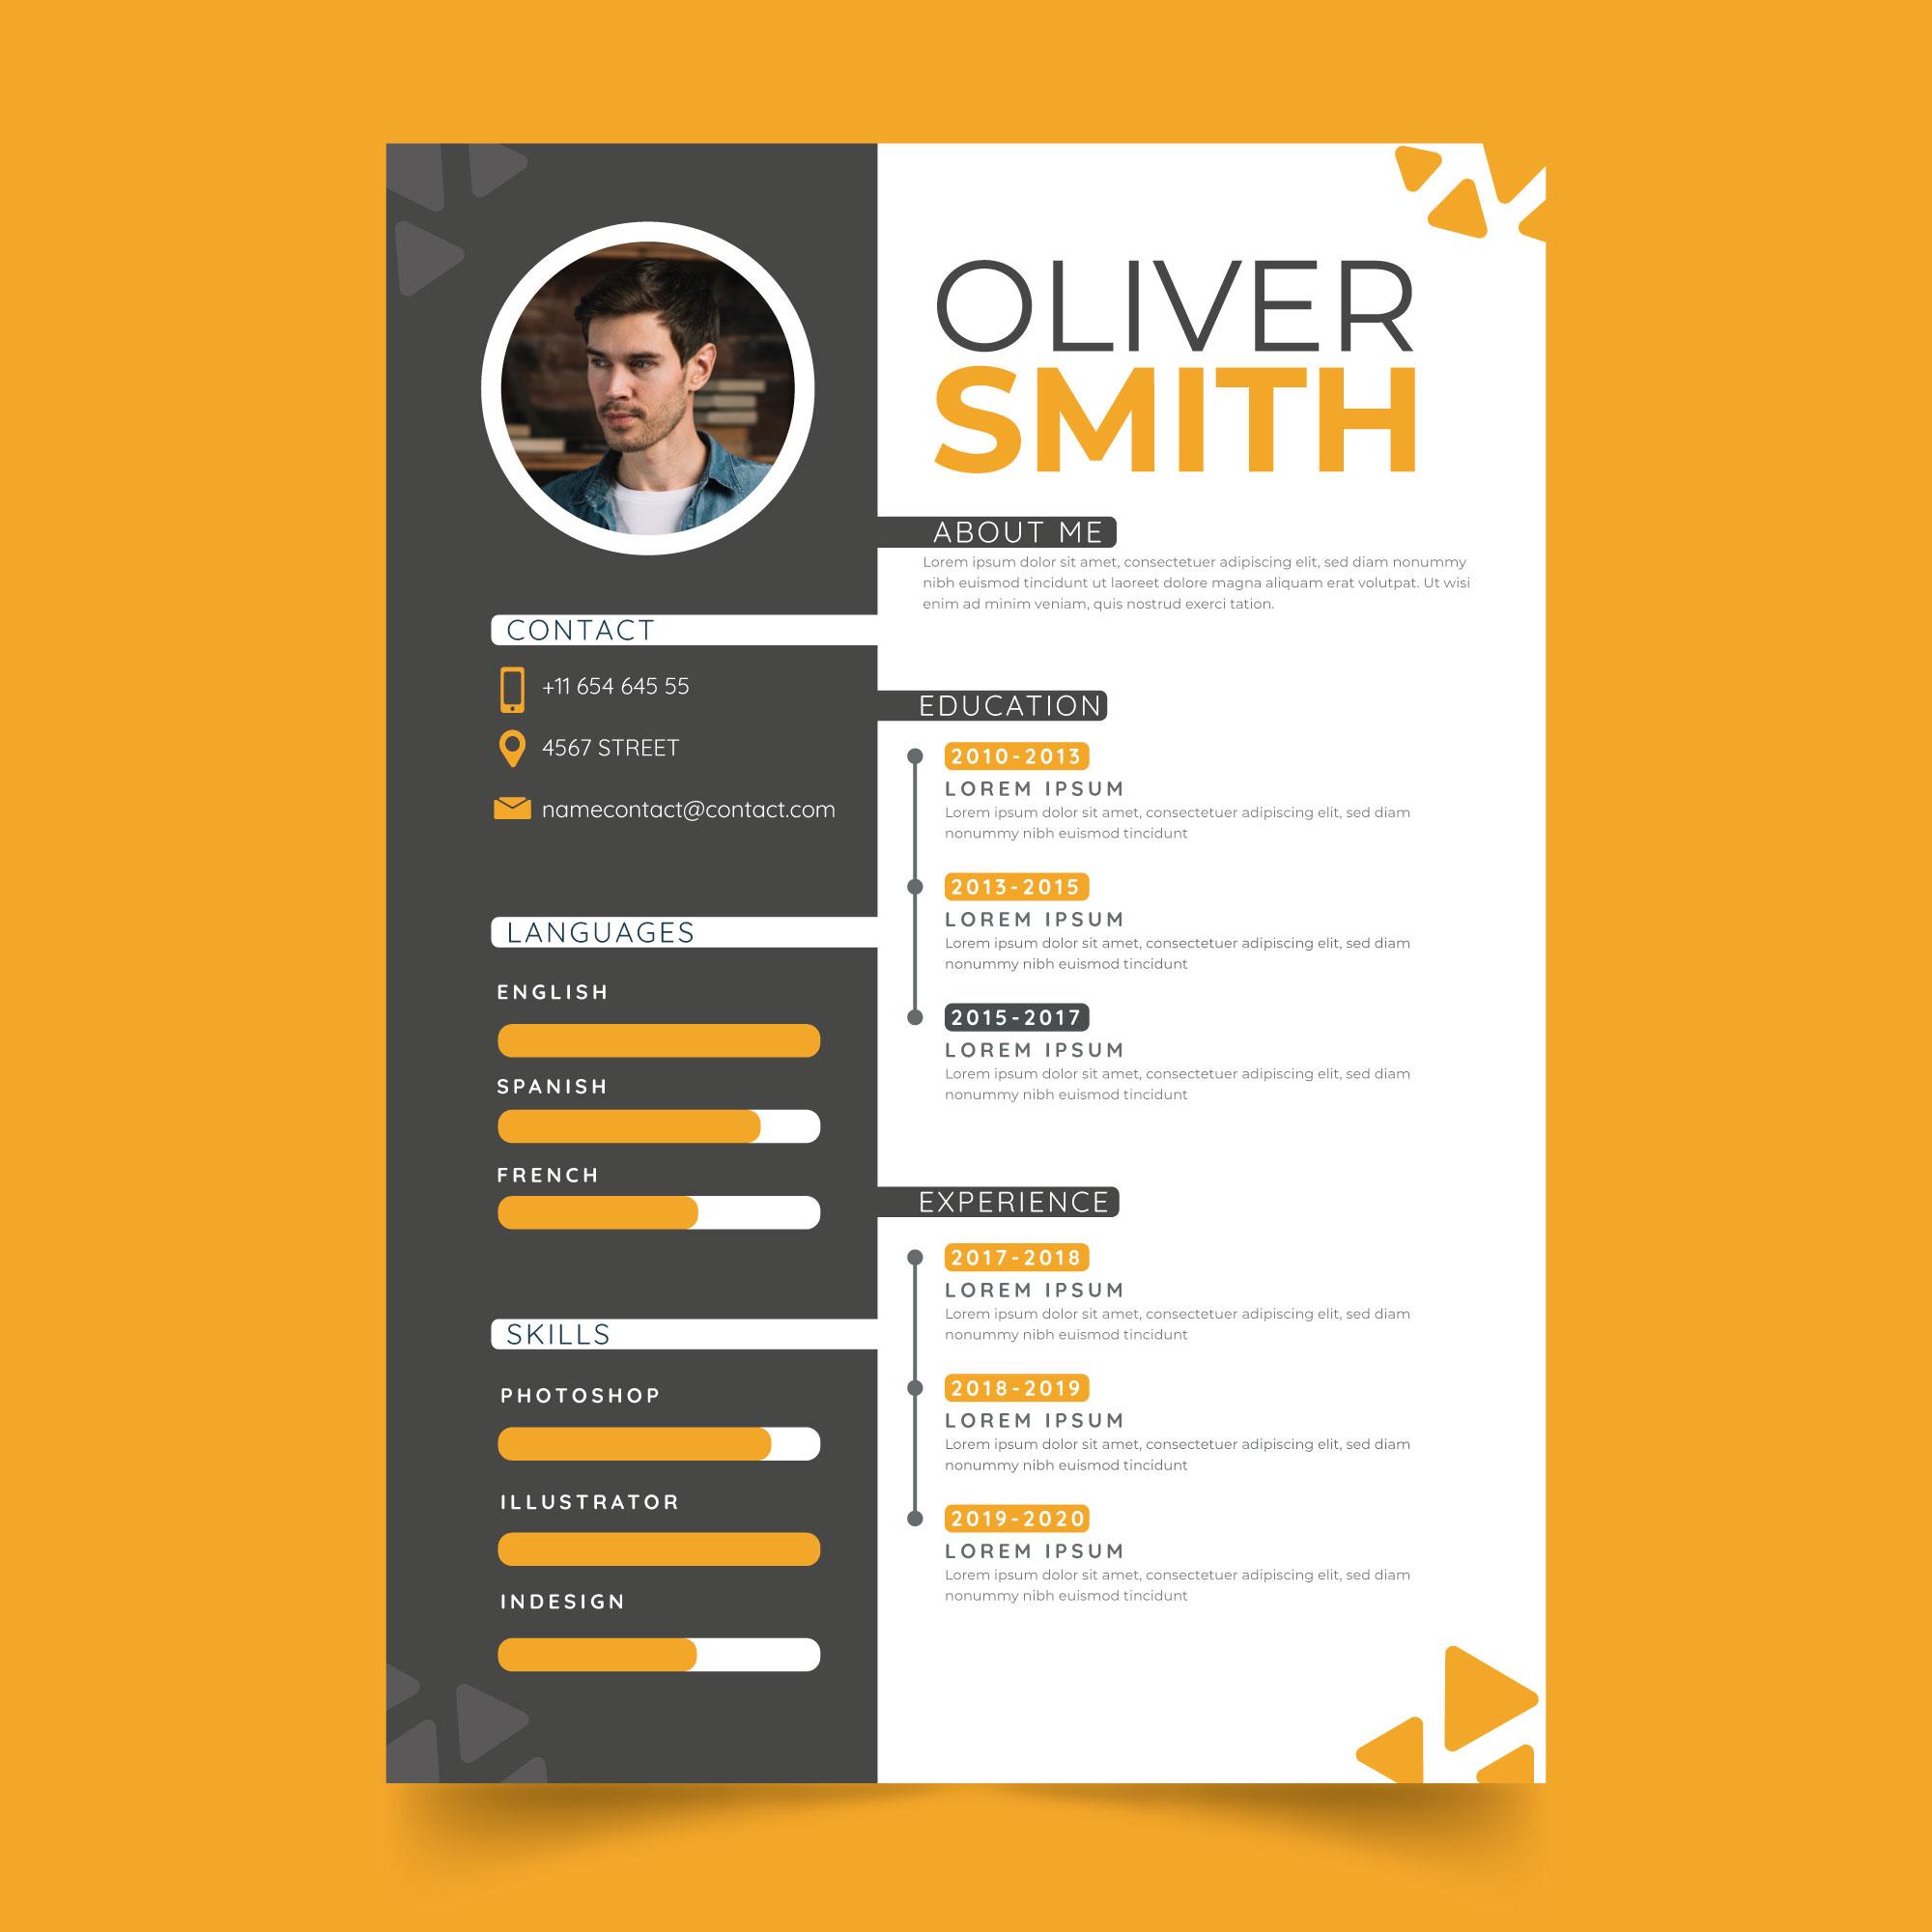 OLIVER
SMITH
ABOUT ME
Lorem ipsum dolor sit amet, consectetuer adipiscing elit, sed diam nonummy
nibh euismod tincidunt ut laoreet dolore magna aliquam erat volutpat. Ut wisi
enim ad minim veniam, quis nostrud exerci tation.
CONTACT
+11 654 645 55
4567 STREET
namecontact@contact.com
LANGUAGES
ENGLISH
SPANISH
FRENCH
SKILLS
PHOTOSHOP
ILLUSTRATOR
INDESIGN
EDUCATION
2010-2013
LOREM IPSUM
Lorem ipsum dolor sit amet, consectetuer adipiscing elit, sed diam
nonummy nibh euismod tincidunt
2013-2015
LOREM IPSUM
Lorem ipsum dolor sit amet, consectetuer adipiscing elit, sed diam
nonummy nibh euismod tincidunt
2015-2017
LOREM IPSUM
Lorem ipsum dolor sit amet, consectetuer adipiscing elit, sed diam
nonummy nibh euismod tincidunt
EXPERIENCE
2017-2018
LOREM IPSUM
Lorem ipsum dolor sit amet, consectetuer adipiscing elit, sed diam
nonummy nibh euismod tincidunt
2018-2019
LOREM IPSUM
Lorem ipsum dolor sit amet, consectetuer adipiscing elit, sed diam
nonummy nibh euismod tincidunt
2019-2020
LOREM IPSUM
Lorem ipsum dolor sit amet, consectetuer adipiscing elit, sed diam
nonummy nibh euismod tincidunt